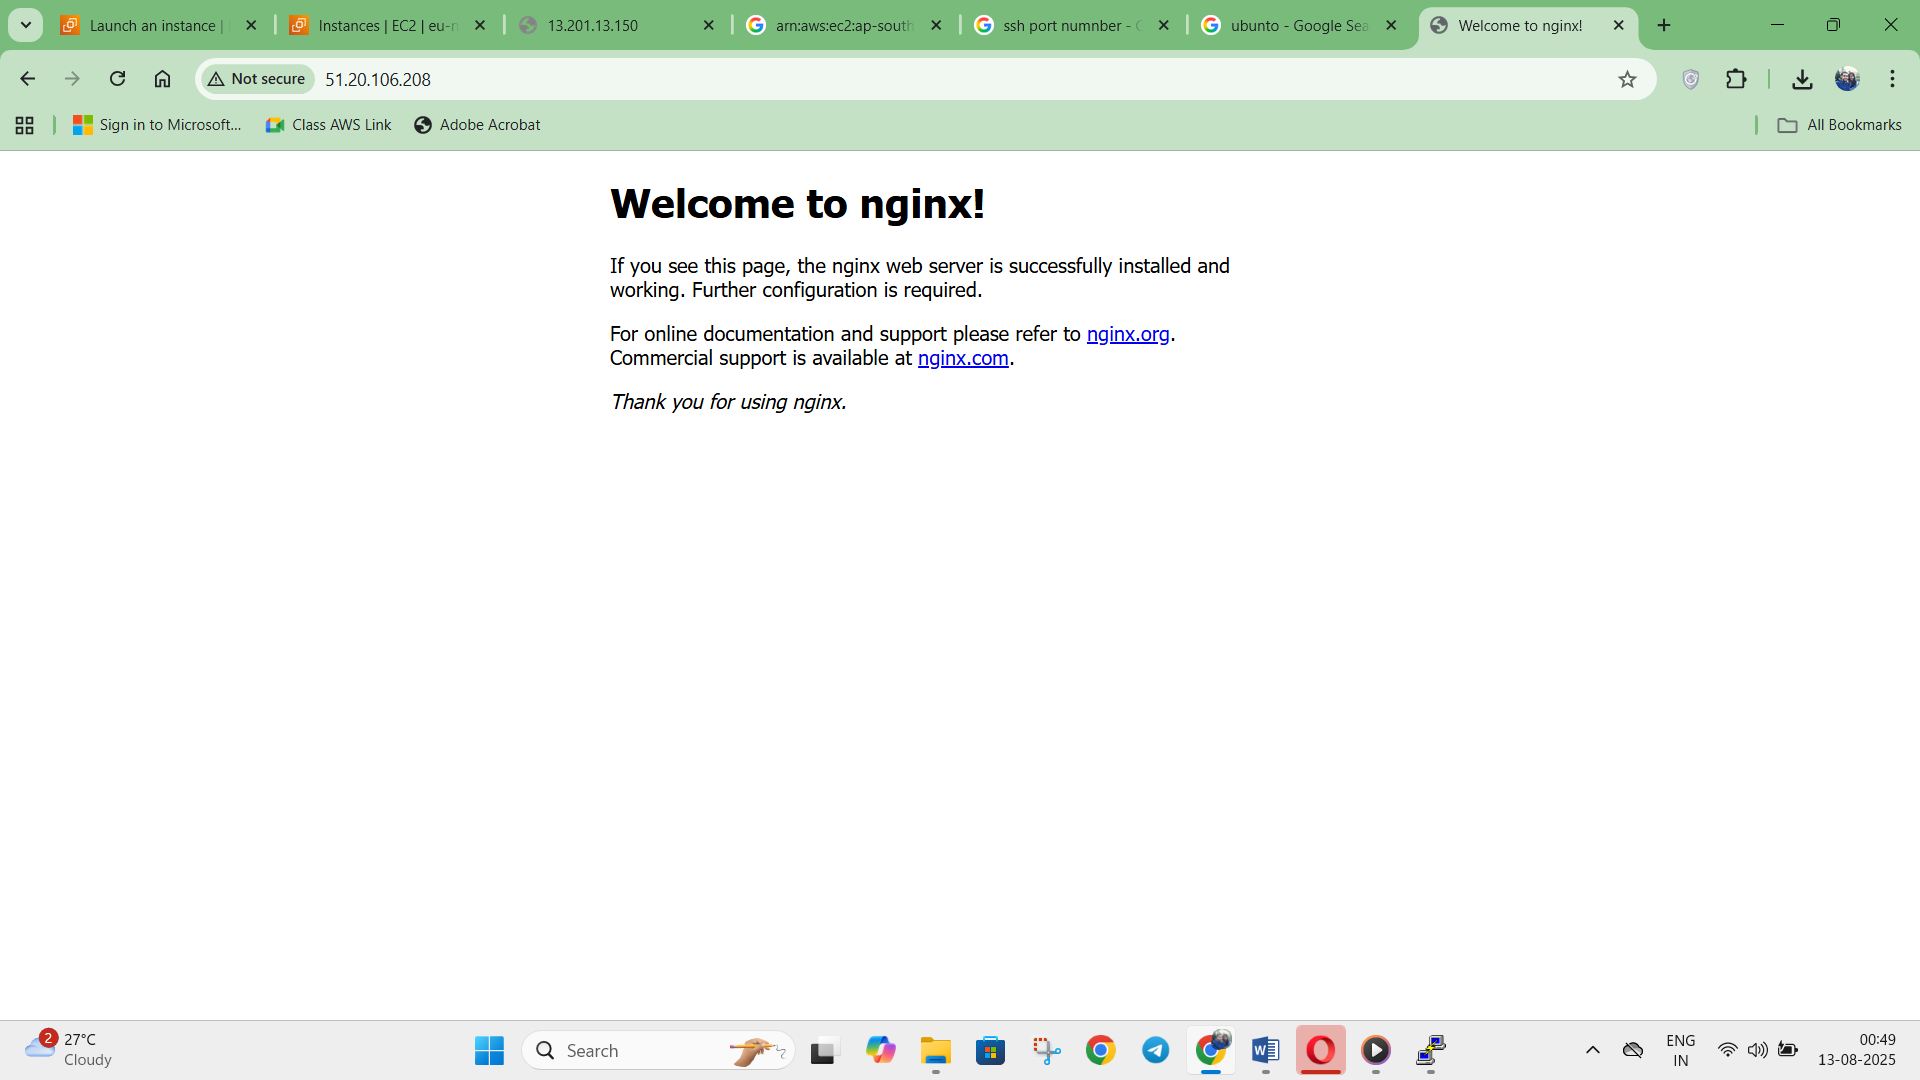 Launch an instance |
Instances | EC2 | eu-n
13.201.13.150
arn:aws:ec2:ap-south
ssh port numnber - G
ubunto - Google Sea
Welcome to nginx!
Not secure
51.20.106.208
Sign in to Microsoft...
Class AWS Link
Adobe Acrobat
All Bookmarks
Welcome to nginx!
If you see this page, the nginx web server is successfully installed and
working. Further configuration is required.
For online documentation and support please refer to nginx.org.
Commercial support is available at nginx.com.
Thank you for using nginx.
2
27°C
Cloudy
Search
ENG
IN
00:49
13-08-2025